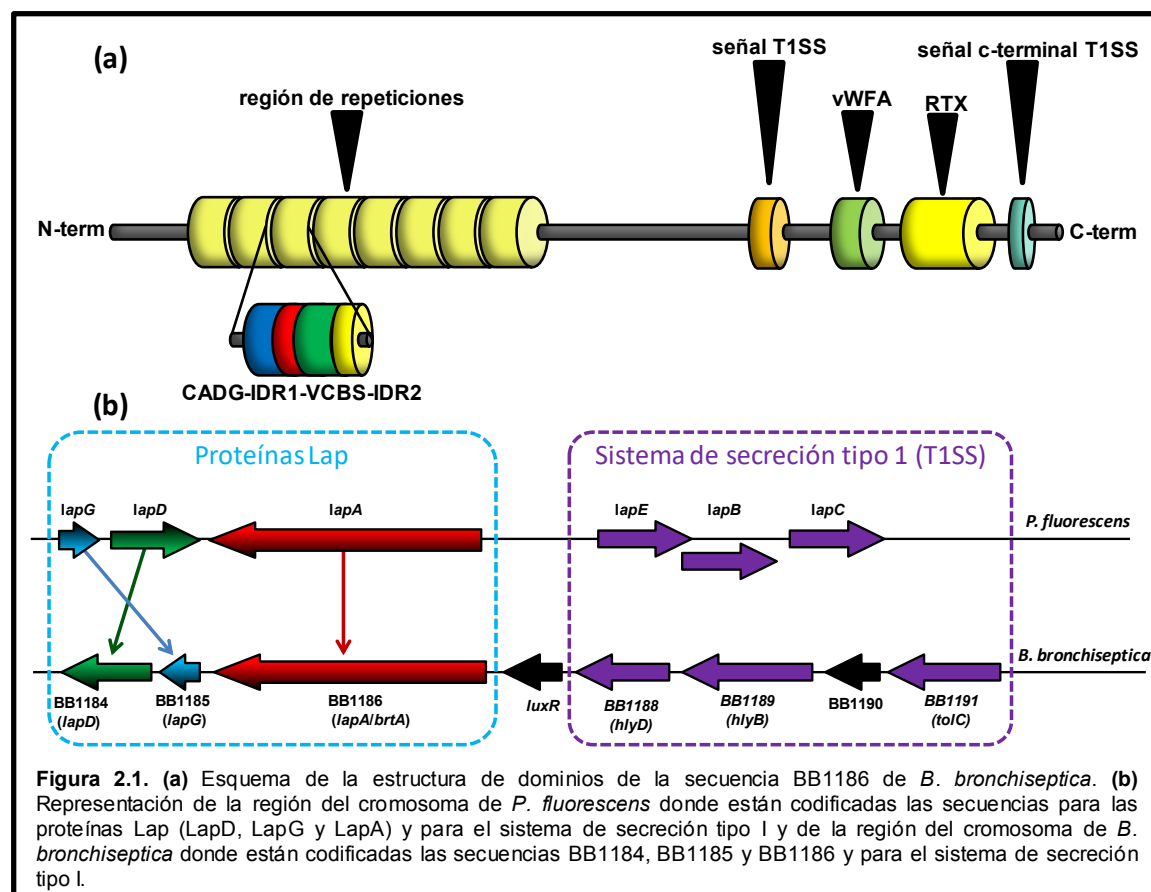 (a)
señal T1SS
señal c-terminal T1SS
región de repeticiones
vWFA
RTX
N-term
C-term
CADG-IDR1-VCBS-IDR2
(b)
Proteínas Lap
Sistema de secreción tipo 1 (T1SS)
lapG
lapD
lapA
lapE
lapB
lapC
P. fluorescens
B. bronchiseptica
BB1184
(lapD)
BB1185
(lapG)
BB1186
(lapA/brtA)
luxR
BB1188
(hlyD)
BB1189
(hlyB)
BB1190
BB1191
(tolC)
Figura 2.1. (a) Esquema de la estructura de dominios de la secuencia BB1186 de B. bronchiseptica. (b)
Representación de la región del cromosoma de P. fluorescens donde están codificadas las secuencias para las
proteínas Lap (LapD, LapG y LapA) y para el sistema de secreción tipo I y de la región del cromosoma de B.
bronchiseptica donde están codificadas las secuencias BB1184, BB1185 y BB1186 y para el sistema de secreción
tipo I.